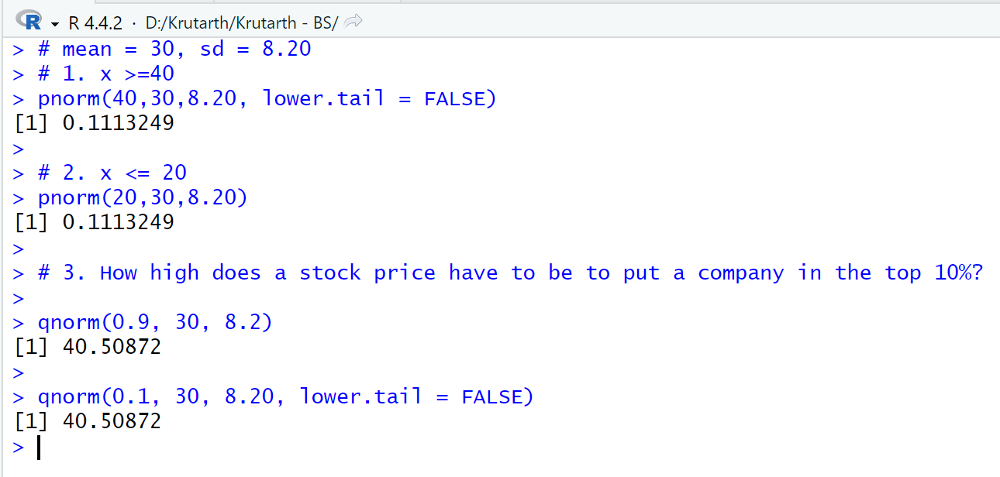 R R 4.4.2 · D:/Krutarth/Krutarth - BS/
> # mean = 30, sd = 8.20
> # 1. x >=40
> pnorm(40,30,8.20, lower.tail = FALSE)
[1] 0.1113249
>
> # 2. x <= 20
> pnorm(20,30,8.20)
[1] 0.1113249
>
> # 3. How high does a stock price have to be to put a company in the top 10%?
>
> qnorm(0.9, 30, 8.2)
[1] 40.50872
>
> qnorm(0.1, 30, 8.20, lower.tail = FALSE)
[1] 40.50872
>